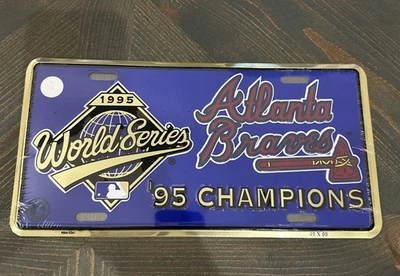 1995
World Series
Atlanta
Braves
'95 CHAMPIONS